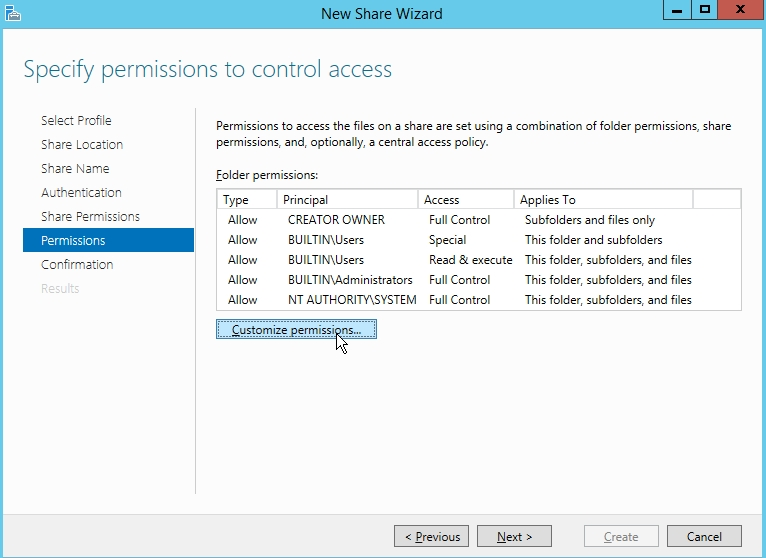 New Share Wizard
Specify permissions to control access
Select Profile
Share Location
Share Name
Authentication
Share Permissions
Permissions
Confirmation
Results
Permissions to access the files on a share are set using a combination of folder permissions, share
permissions, and, optionally, a central access policy.
Folder permissions:
Type Principal Access Applies To
Allow CREATOR OWNER Full Control Subfolders and files only
Allow BUILTIN\Users Special This folder and subfolders
Allow BUILTIN\Users Read & execute This folder, subfolders, and files
Allow BUILTIN\Administrators Full Control This folder, subfolders, and files
Allow NT AUTHORITY\SYSTEM Full Control This folder, subfolders, and files
Customize permissions...
< Previous Next > Create Cancel